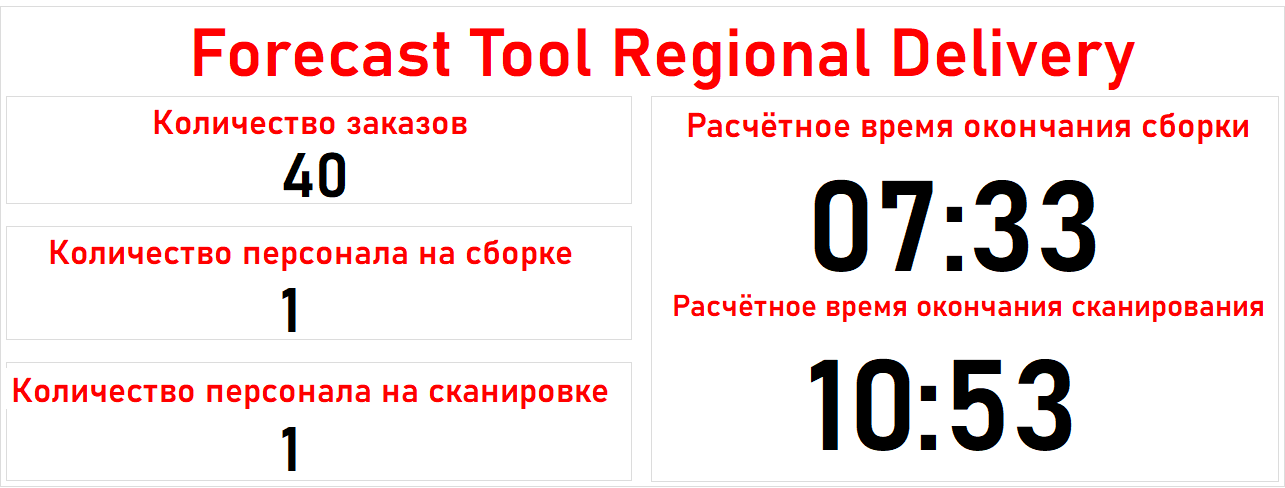 Forecast Tool Regional Delivery
Количество заказов
40
Количество персонала на сборке
1
Количество персонала на сканировке
1
Расчётное время окончания сборки
07:33
Расчётное время окончания сканирования
10:53